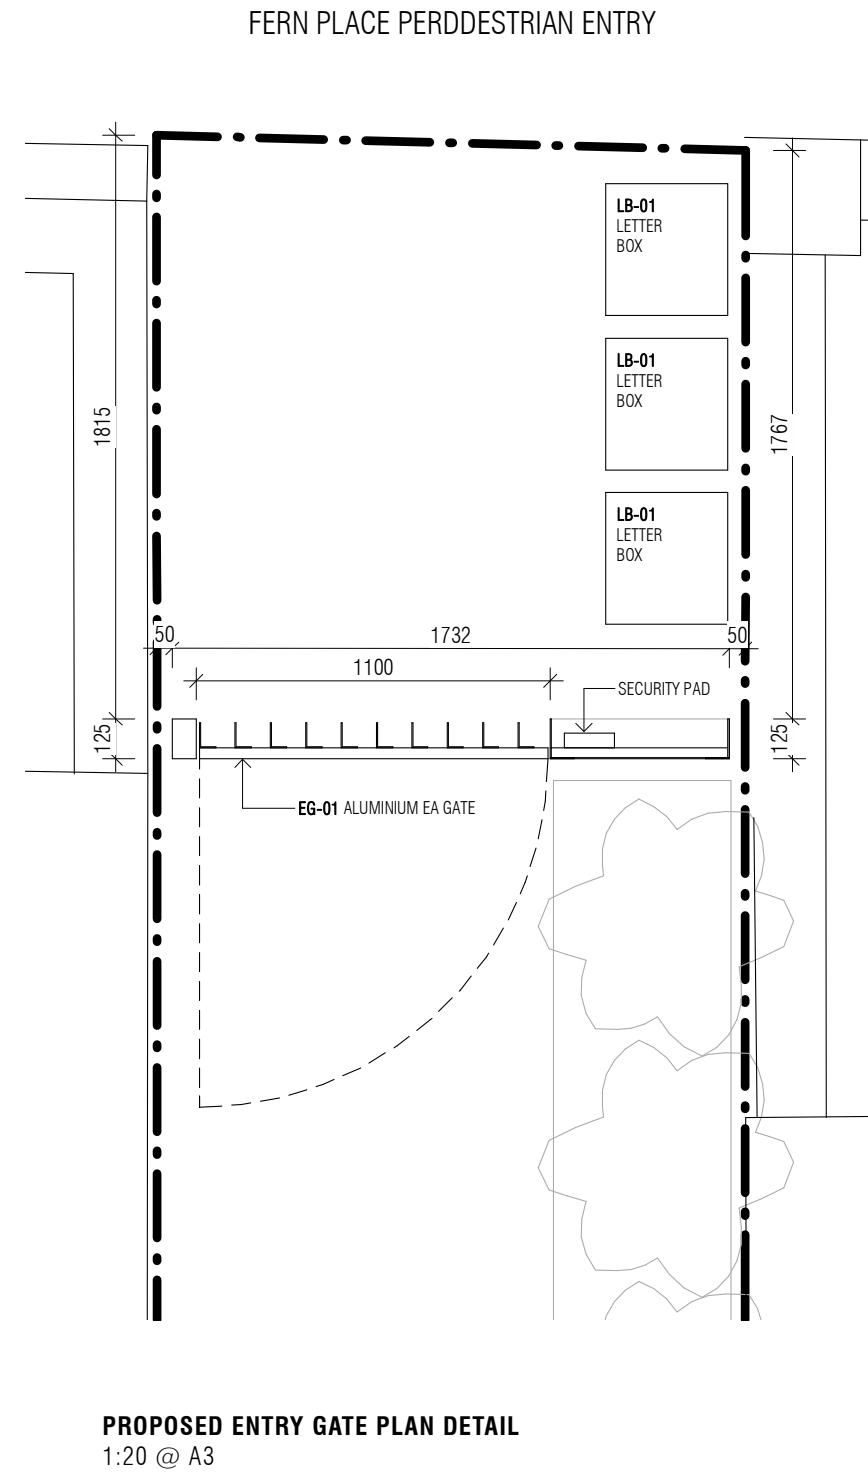 FERN PLACE PERDDESTRIAN ENTRY
LB-01
LETTER
BOX
LB-01
LETTER
BOX
1815
1767
LB-01
LETTER
BOX
50
1732
50
1100
SECURITY PAD
125
125
EG-01 ALUMINIUM EA GATE
PROPOSED ENTRY GATE PLAN DETAIL
1:20 @ A3